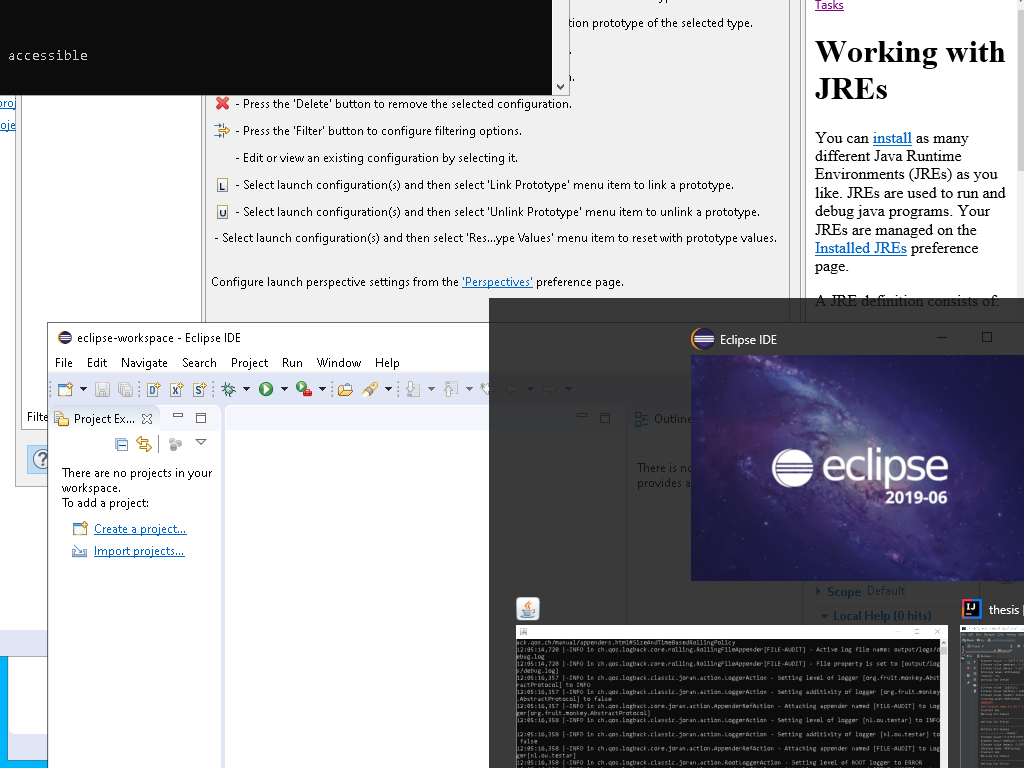 tion prototype of the selected type.
accessible
- Press the 'Delete' button to remove the selected configuration.
- Press the 'Filter' button to configure filtering options.
- Edit or view an existing configuration by selecting it.
L - Select launch configuration(s) and then select 'Link Prototype' menu item to link a prototype.
U - Select launch configuration(s) and then select 'Unlink Prototype' menu item to unlink a prototype.
- Select launch configuration(s) and then select 'Res...ype Values' menu item to reset with prototype values.
Configure launch perspective settings from the 'Perspectives' preference page.
proj
oje
Tasks
Working with
JREs
You can install as many
different Java Runtime
Environments (JREs) as you
like. JREs are used to run and
debug java programs. Your
JREs are managed on the
Installed JREs preference
page.
A JRE definition consists of:
eclipse-workspace - Eclipse IDE
File Edit Navigate Search Project Run Window Help
Filte
Project Ex...
There are no projects in your
workspace.
To add a project:
Create a project...
Import projects...
Outline
There is no
provides a
Eclipse IDE
eclipse
2019-06
Scope Default
Local Help (0 hits)
IJ thesis
ack.qos.ch/manual/appenders.html#SizeAndTimeBasedRollingPolicy
12:05:14,728 |-INFO in ch.qos.logback.core.rolling.RollingFileAppender[FILE-AUDIT] - Active log file name: output/logs/d
ebug.log
12:05:14,728 |-INFO in ch.qos.logback.core.rolling.RollingFileAppender[FILE-AUDIT] - File property is set to [output/log
s/debug.log]
12:05:16,357 |-INFO in ch.qos.logback.classic.joran.action.LoggerAction - Setting level of logger [org.fruit.monkey.Abst
ractProtocol] to INFO
12:05:16,357 |-INFO in ch.qos.logback.classic.joran.action.LoggerAction - Setting additivity of logger [org.fruit.monkey
.AbstractProtocol] to false
12:05:16,357 |-INFO in ch.qos.logback.core.joran.action.AppenderRefAction - Attaching appender named [FILE-AUDIT] to Log
ger[org.fruit.monkey.AbstractProtocol]
12:05:16,358 |-INFO in ch.qos.logback.classic.joran.action.LoggerAction - Setting level of logger [nl.ou.testar] to INFO
12:05:16,358 |-INFO in ch.qos.logback.classic.joran.action.LoggerAction - Setting additivity of logger [nl.ou.testar] to
false
12:05:16,358 |-INFO in ch.qos.logback.core.joran.action.AppenderRefAction - Attaching appender named [FILE-AUDIT] to Log
ger[nl.ou.testar]
12:05:16,358 |-INFO in ch.qos.logback.classic.joran.action.RootLoggerAction - Setting level of ROOT logger to ERROR